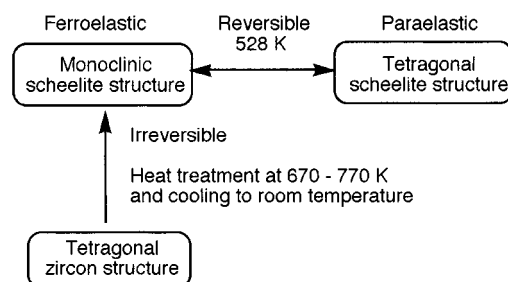 Ferroelastic
Reversible
528 K
Paraelastic
Monoclinic
scheelite structure
Tetragonal
scheelite structure
Irreversible
Heat treatment at 670 - 770 K
and cooling to room temperature
Tetragonal
zircon structure